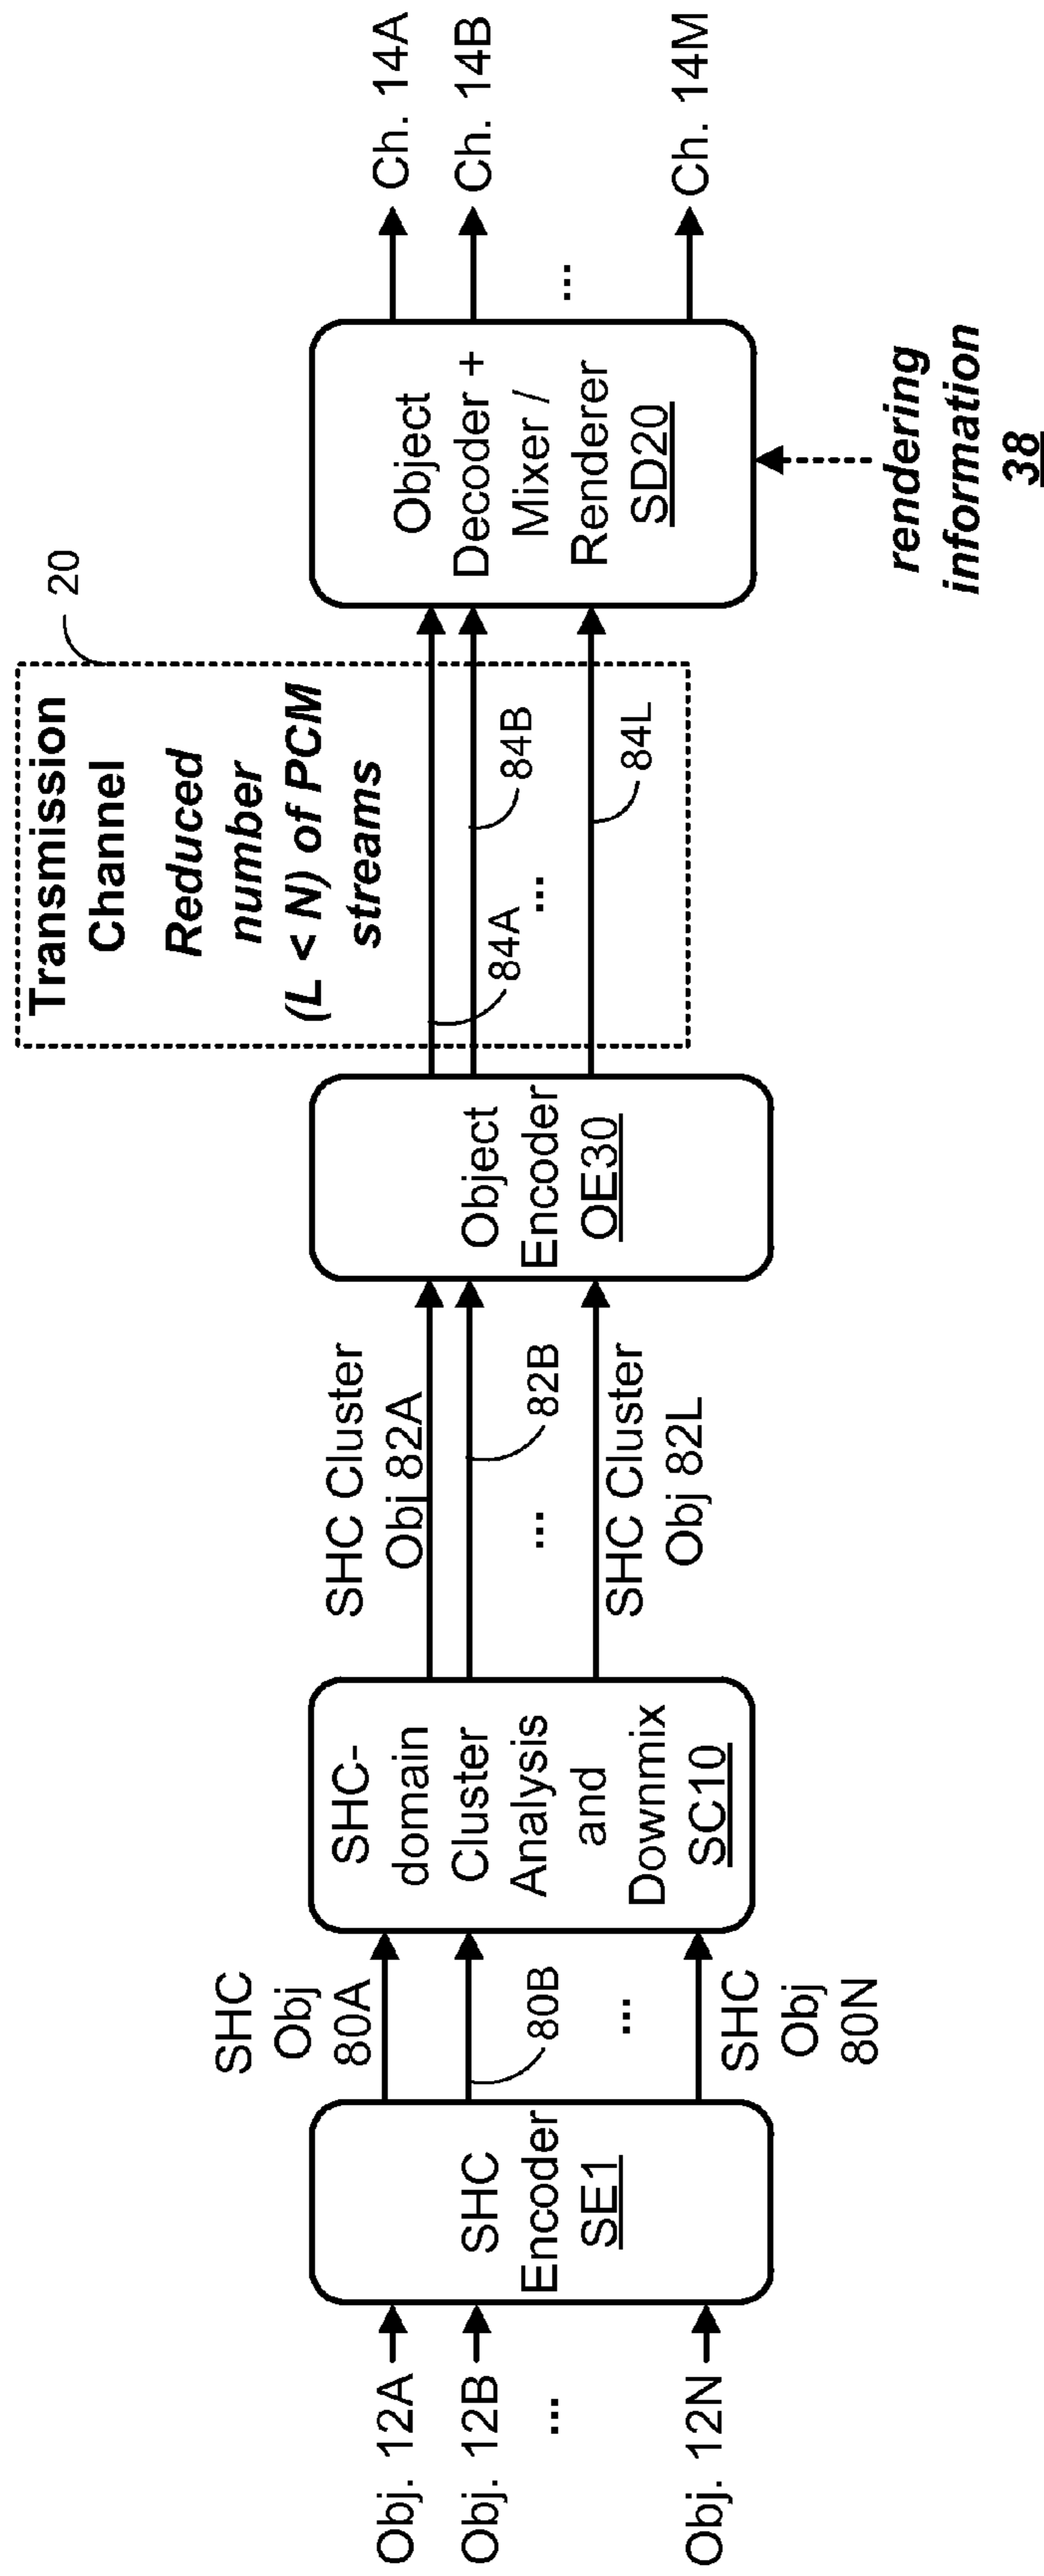 Obj. 12A
Obj. 12B
...
Obj. 12N
SHC
Encoder
SE1
SHC
Obj
80A
80B
...
SHC
Obj
80N
SHC-
domain
Cluster
Analysis
and
Downmix
SC10
SHC Cluster
Obj 82A
82B
...
SHC Cluster
Obj 82L
Object
Encoder
OE30
Transmission
Channel
Reduced
number
(L < N) of PCM
streams
20
84A
84B
...
84L
Object
Decoder +
Mixer /
Renderer
SD20
rendering
information
38
Ch. 14A
Ch. 14B
...
Ch. 14M